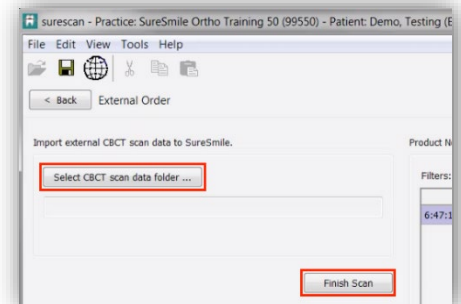 surescan - Practice: SureSmile Ortho Training 50 (99550) - Patient: Demo, Testing (E
File Edit View Tools Help
< Back External Order
Import external CBCT scan data to SureSmile.
Product N
Select CBCT scan data folder ...
Filters:
6:47:1
Finish Scan